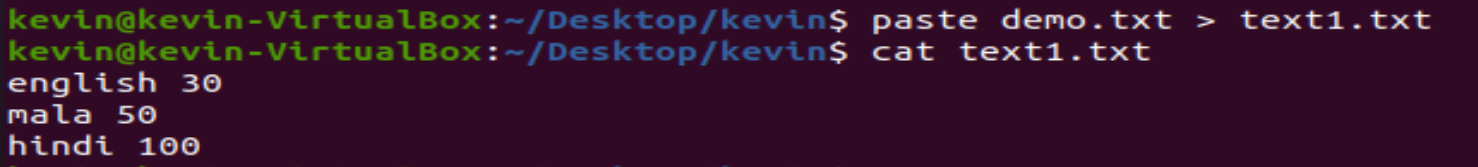 kevin@kevin-VirtualBox:~/Desktop/kevin$ paste demo.txt > text1.txt
kevin@kevin-VirtualBox:~/Desktop/kevin$ cat text1.txt
english 30
mala 50
hindi 100